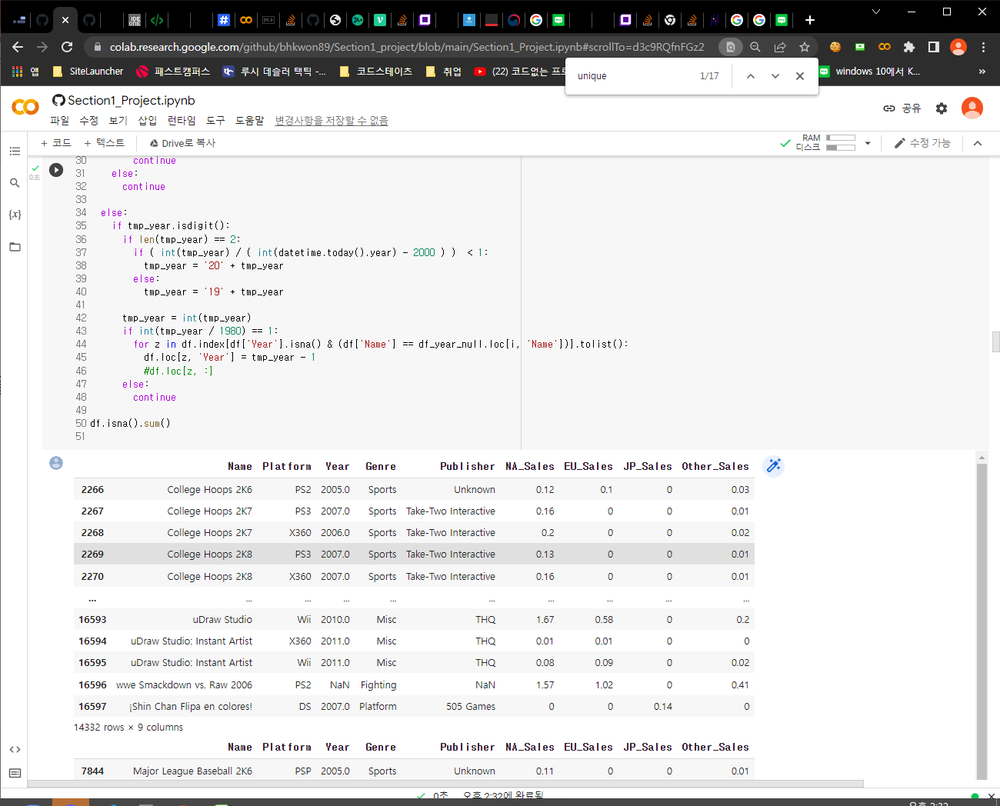 colab.research.google.com/github/bhkwon89/Section1_project/blob/main/Section1_Project.ipynb#scrollTo=d3c9RQfnFGz2
앱 SiteLauncher 패스트캠퍼스 루시 데슬러 택틱 -... 코드스테이츠 취업 (22) 코드없는 프로 windows 10에서 K... »
unique 1/17
Section1_Project.ipynb
파일 수정 보기 삽입 런타임 도구 도움말 변경사항을 저장할 수 없음
공유
+ 코드 + 텍스트 Drive로 복사
RAM
디스크
수정 가능
0초
{x}
30 continue
31 else:
32 continue
33
34 else:
35 if tmp_year.isdigit():
36 if len(tmp_year) == 2:
37 if ( int(tmp_year) / ( int(datetime.today().year) - 2000 ) ) < 1:
38 tmp_year = '20' + tmp_year
39 else:
40 tmp_year = '19' + tmp_year
41
42 tmp_year = int(tmp_year)
43 if int(tmp_year / 1980) == 1:
44 for z in df.index[df['Year'].isna() & (df['Name'] == df_year_null.loc[i, 'Name'])].tolist():
45 df.loc[z, 'Year'] = tmp_year - 1
46 #df.loc[z, :]
47 else:
48 continue
49
50 df.isna().sum()
51
Name Platform Year Genre Publisher NA_Sales EU_Sales JP_Sales Other_Sales
2266 College Hoops 2K6 PS2 2005.0 Sports Unknown 0.12 0.1 0 0.03
2267 College Hoops 2K7 PS3 2007.0 Sports Take-Two Interactive 0.16 0 0 0.01
2268 College Hoops 2K7 X360 2006.0 Sports Take-Two Interactive 0.2 0 0 0.02
2269 College Hoops 2K8 PS3 2007.0 Sports Take-Two Interactive 0.13 0 0 0.01
2270 College Hoops 2K8 X360 2007.0 Sports Take-Two Interactive 0.16 0 0 0.01
... ... ... ... ... ... ... ... ... ...
16593 uDraw Studio Wii 2010.0 Misc THQ 1.67 0.58 0 0.2
16594 uDraw Studio: Instant Artist X360 2011.0 Misc THQ 0.01 0.01 0 0
16595 uDraw Studio: Instant Artist Wii 2011.0 Misc THQ 0.08 0.09 0 0.02
16596 wwe Smackdown vs. Raw 2006 PS2 NaN Fighting NaN 1.57 1.02 0 0.41
16597 ¡Shin Chan Flipa en colores! DS 2007.0 Platform 505 Games 0 0 0.14 0
14332 rows × 9 columns
Name Platform Year Genre Publisher NA_Sales EU_Sales JP_Sales Other_Sales
7844 Major League Baseball 2K6 PSP 2005.0 Sports Unknown 0.11 0 0 0.01
0초 오후 2:32에 완료됨